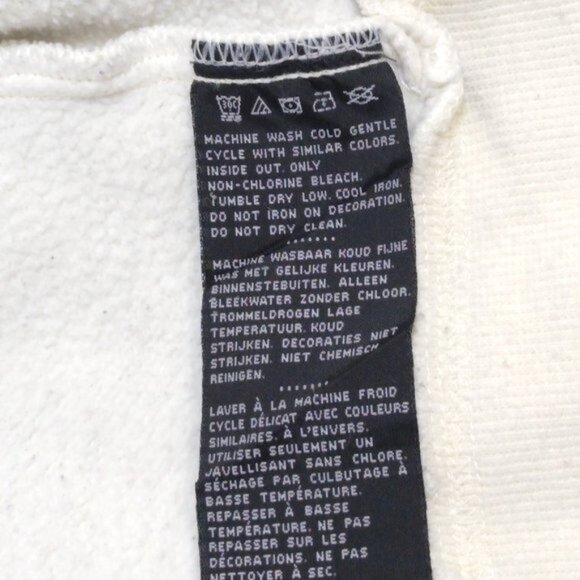 30C
MACHINE WASH COLD GENTLE
CYCLE WITH SIMILAR COLORS.
INSIDE OUT. ONLY
NON-CHLORINE BLEACH.
TUMBLE DRY LOW. COOL IRON.
DO NOT IRON ON DECORATION.
DO NOT DRY CLEAN.
.......
MACHINE WASBAAR KOUD FIJNE
WAS MET GELIJKE KLEUREN.
BINNENSTEBUITEN. ALLEEN
BLEEKWATER ZONDER CHLOOR.
TROMMELDROGEN LAGE
TEMPERATUUR. KOUD
STRIJKEN. DECORATIES NIET
STRIJKEN. NIET CHEMISCH
REINIGEN.
.......
LAVER À LA MACHINE FROID
CYCLE DÉLICAT AVEC COULEURS
SIMILAIRES. À L'ENVERS.
UTILISER SEULEMENT UN
JAVELLISANT SANS CHLORE.
SÉCHAGE PAR CULBUTAGE À
BASSE TEMPÉRATURE.
REPASSER À BASSE
TEMPÉRATURE. NE PAS
REPASSER SUR LES
DÉCORATIONS. NE PAS
NETTOYER À SEC.